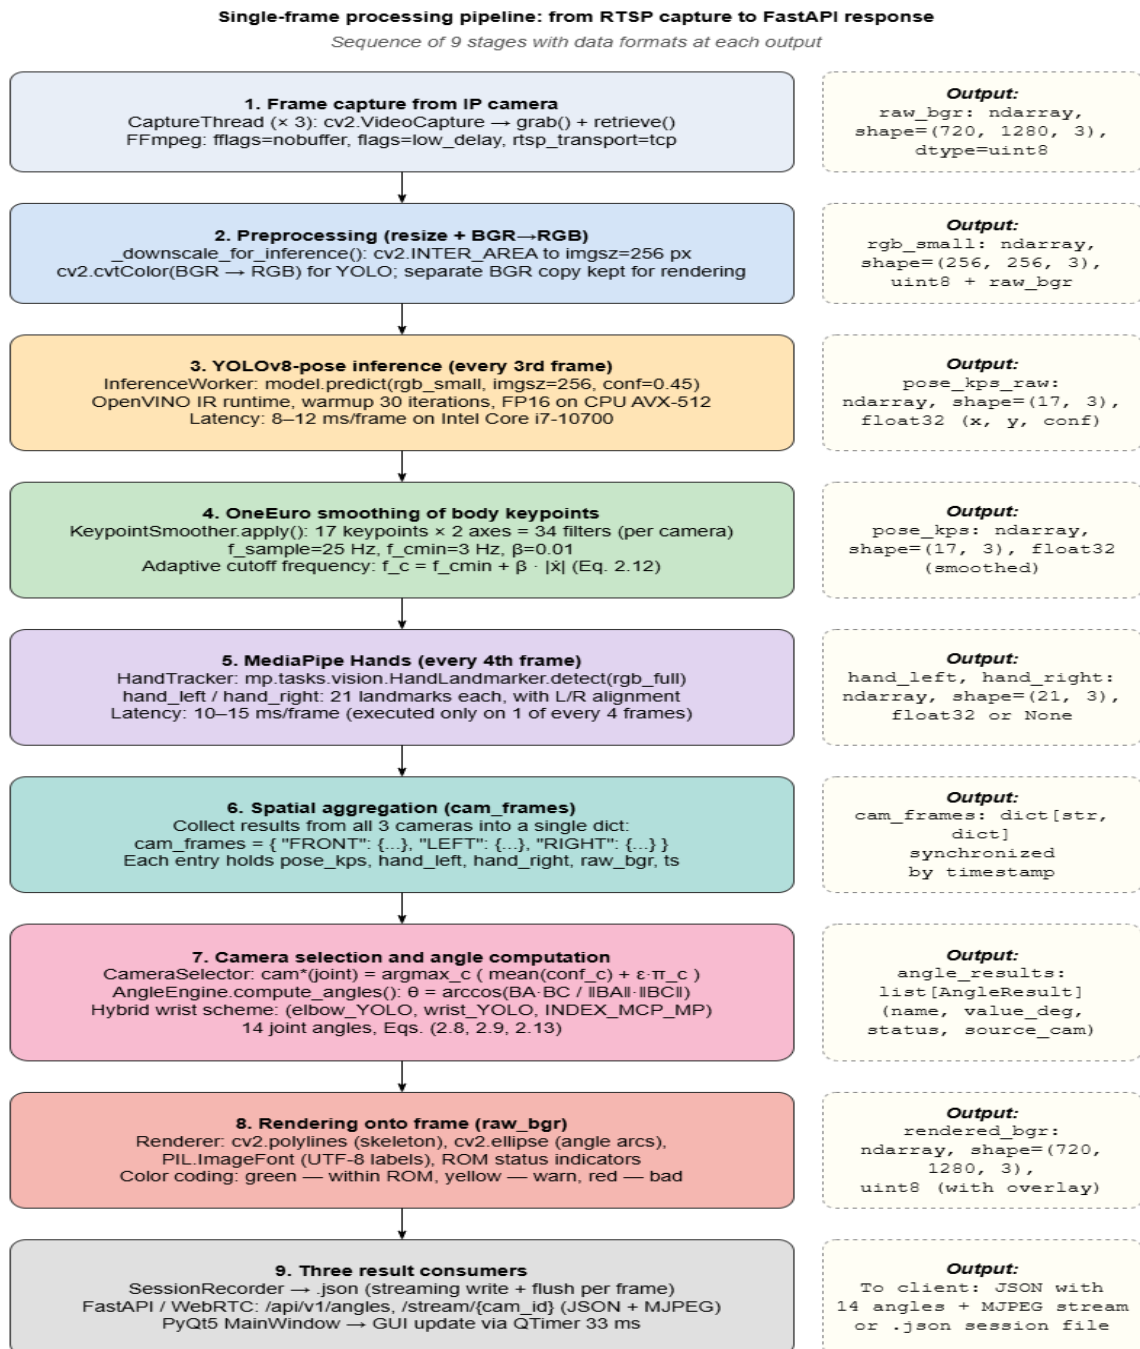 Single-frame processing pipeline: from RTSP capture to FastAPI response
Sequence of 9 stages with data formats at each output
1. Frame capture from IP camera
CaptureThread (× 3): cv2.VideoCapture → grab() + retrieve()
FFmpeg: fflags=nobuffer, flags=low_delay, rtsp_transport=tcp
Output:
raw_bgr: ndarray,
shape=(720, 1280, 3),
dtype=uint8
2. Preprocessing (resize + BGR→RGB)
_downscale_for_inference(): cv2.INTER_AREA to imgsz=256 px
cv2.cvtColor(BGR → RGB) for YOLO; separate BGR copy kept for rendering
Output:
rgb_small: ndarray,
shape=(256, 256, 3),
uint8 + raw_bgr
3. YOLOv8-pose inference (every 3rd frame)
InferenceWorker: model.predict(rgb_small, imgsz=256, conf=0.45)
OpenVINO IR runtime, warmup 30 iterations, FP16 on CPU AVX-512
Latency: 8–12 ms/frame on Intel Core i7-10700
Output:
pose_kps_raw:
ndarray, shape=(17, 3),
float32 (x, y, conf)
4. OneEuro smoothing of body keypoints
KeypointSmoother.apply(): 17 keypoints × 2 axes = 34 filters (per camera)
f_sample=25 Hz, f_cmin=3 Hz, β=0.01
Adaptive cutoff frequency: f_c = f_cmin + β · |ẋ| (Eq. 2.12)
Output:
pose_kps: ndarray,
shape=(17, 3), float32
(smoothed)
5. MediaPipe Hands (every 4th frame)
HandTracker: mp.tasks.vision.HandLandmarker.detect(rgb_full)
hand_left / hand_right: 21 landmarks each, with L/R alignment
Latency: 10–15 ms/frame (executed only on 1 of every 4 frames)
Output:
hand_left, hand_right:
ndarray, shape=(21, 3),
float32 or None
6. Spatial aggregation (cam_frames)
Collect results from all 3 cameras into a single dict:
cam_frames = { "FRONT": {...}, "LEFT": {...}, "RIGHT": {...} }
Each entry holds pose_kps, hand_left, hand_right, raw_bgr, ts
Output:
cam_frames: dict[str,
dict]
synchronized
by timestamp
7. Camera selection and angle computation
CameraSelector: cam*(joint) = argmax_c ( mean(conf_c) + ε·π_c )
AngleEngine.compute_angles(): θ = arccos(BA·BC / ‖BA‖·‖BC‖)
Hybrid wrist scheme: (elbow_YOLO, wrist_YOLO, INDEX_MCP_MP)
14 joint angles, Eqs. (2.8, 2.9, 2.13)
Output:
angle_results:
list[AngleResult]
(name, value_deg,
status, source_cam)
8. Rendering onto frame (raw_bgr)
Renderer: cv2.polylines (skeleton), cv2.ellipse (angle arcs),
PIL.ImageFont (UTF-8 labels), ROM status indicators
Color coding: green — within ROM, yellow — warn, red — bad
Output:
rendered_bgr:
ndarray, shape=(720,
1280, 3),
uint8 (with overlay)
9. Three result consumers
SessionRecorder → .json (streaming write + flush per frame)
FastAPI / WebRTC: /api/v1/angles, /stream/{cam_id} (JSON + MJPEG)
PyQt5 MainWindow → GUI update via QTimer 33 ms
Output:
To client: JSON with
14 angles + MJPEG stream
or .json session file